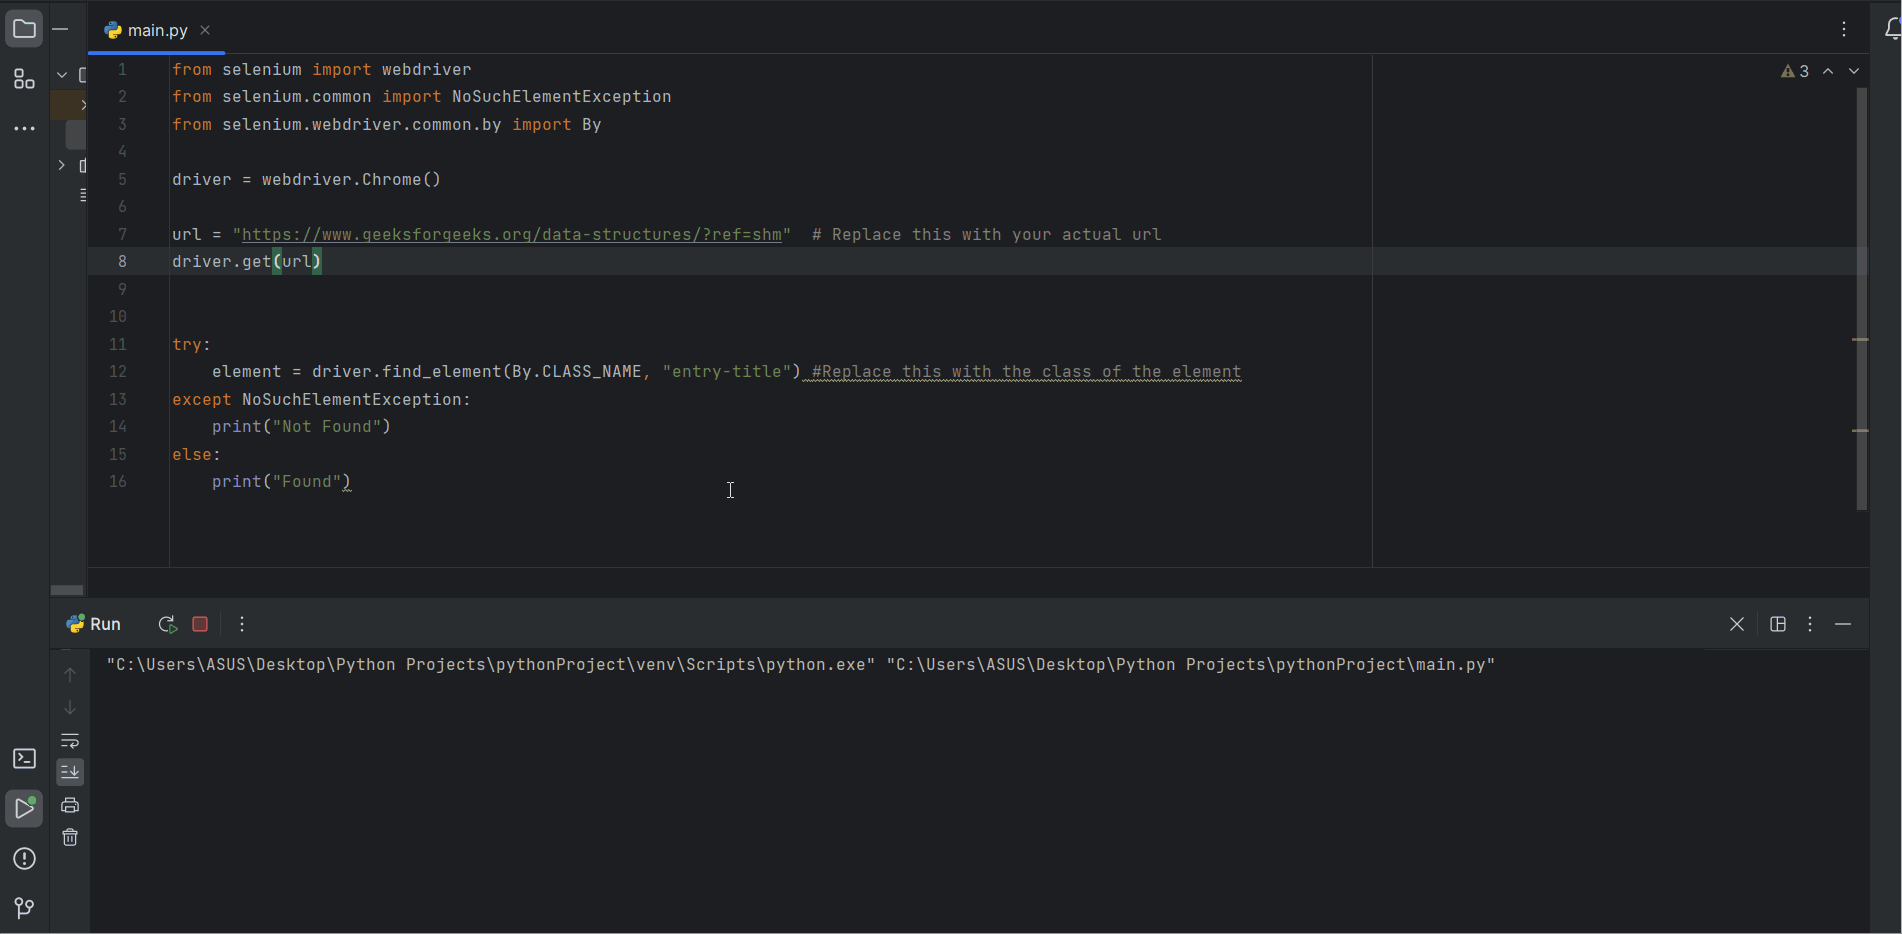 main.py
1 from selenium import webdriver
2 from selenium.common import NoSuchElementException
3 from selenium.webdriver.common.by import By
4
5 driver = webdriver.Chrome()
6
7 url = "https://www.geeksforgeeks.org/data-structures/?ref=shm"  # Replace this with your actual url
8 driver.get(url)
9
10
11 try:
12     element = driver.find_element(By.CLASS_NAME, "entry-title") #Replace this with the class of the element
13 except NoSuchElementException:
14     print("Not Found")
15 else:
16     print("Found")
3
Run
"C:\Users\ASUS\Desktop\Python Projects\pythonProject\venv\Scripts\python.exe" "C:\Users\ASUS\Desktop\Python Projects\pythonProject\main.py"